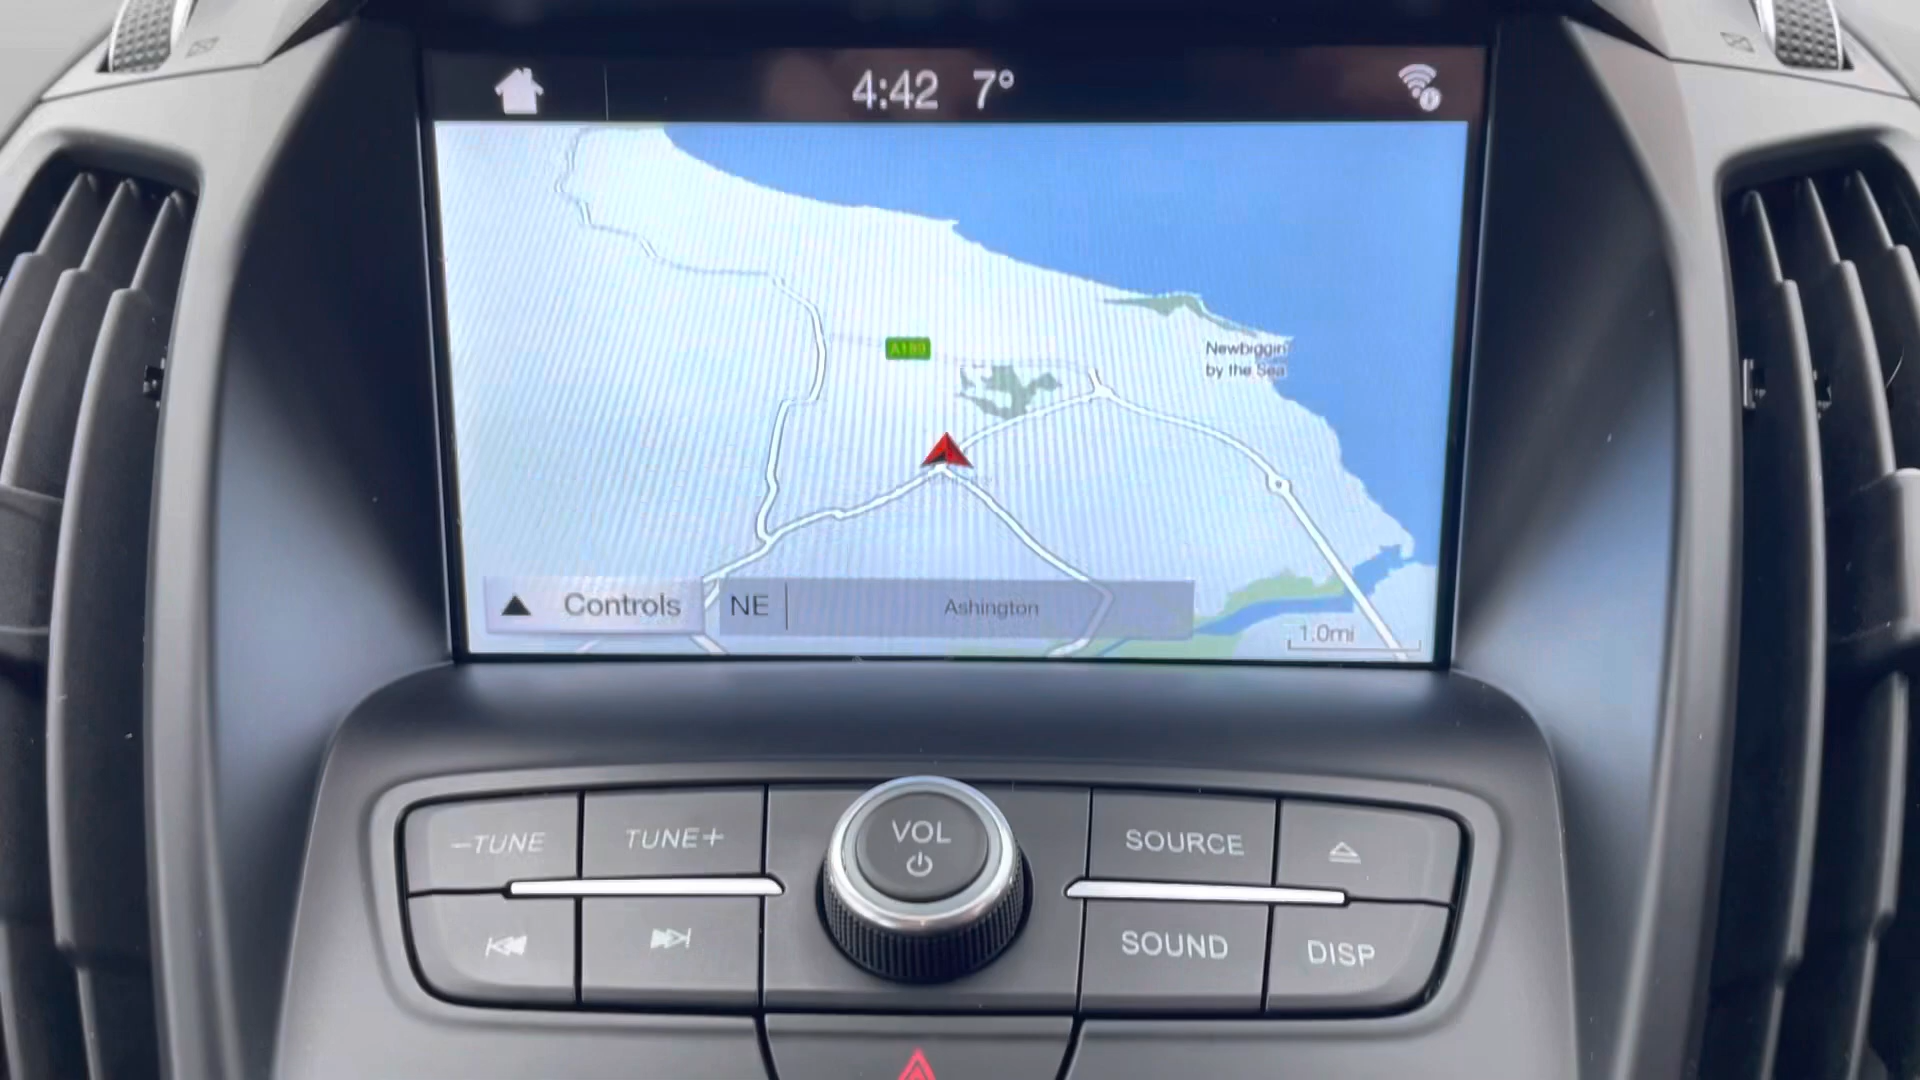 4:42 7°
A189
Newbiggin
by the Sea
Controls
NE
Ashington
1.0mi
-TUNE
TUNE+
VOL
SOURCE
SOUND
DISP